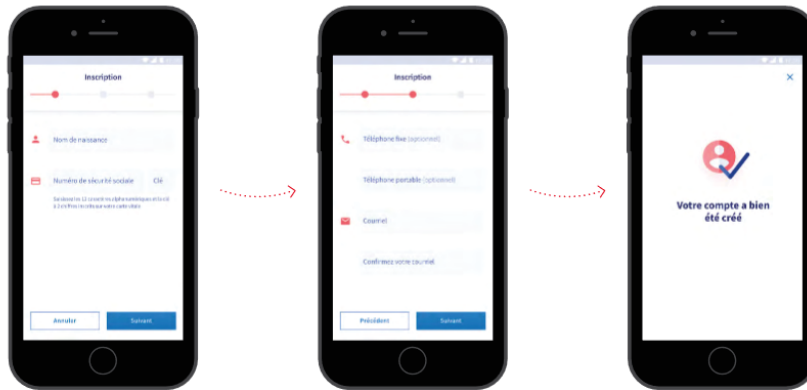 Inscription
Nom de naissance
Numéro de sécurité sociale
Clé
Annuler
Suivant
Inscription
Téléphone fixe (optionnel)
Téléphone portable (optionnel)
Courriel
Confirmez votre courriel
Précédent
Suivant
Votre compte a bien
été créé